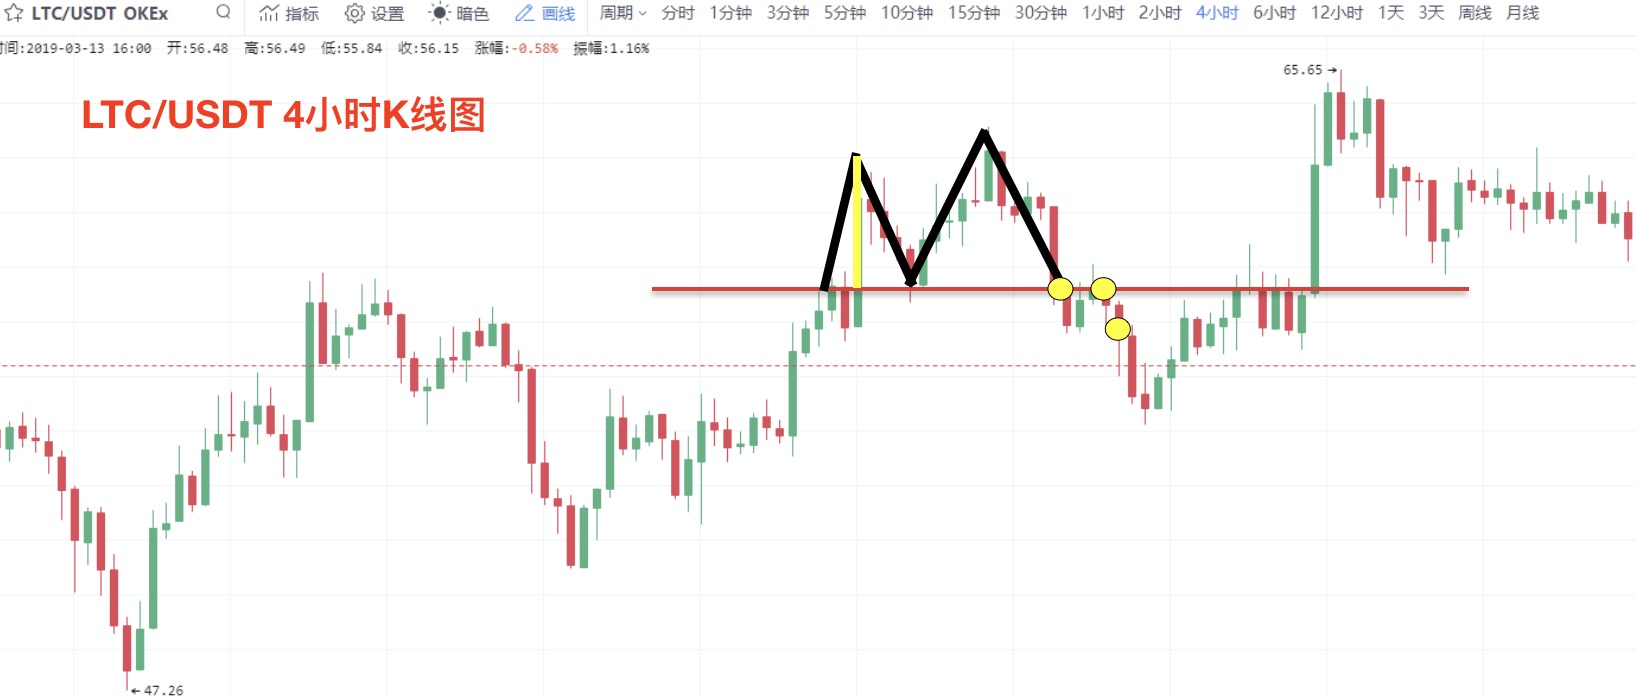 LTC/USDT OKEx 指标 设置 暗色 画线 周期 分时 1分钟 3分钟 5分钟 10分钟 15分钟 30分钟 1小时 2小时 4小时 6小时 12小时 1天 3天 周线 月线
间:2019-03-13 16:00 开:56.48 高:56.49 低:55.84 收:56.15 涨幅:-0.58% 振幅:1.16%
65.65
LTC/USDT 4小时K线图
47.26